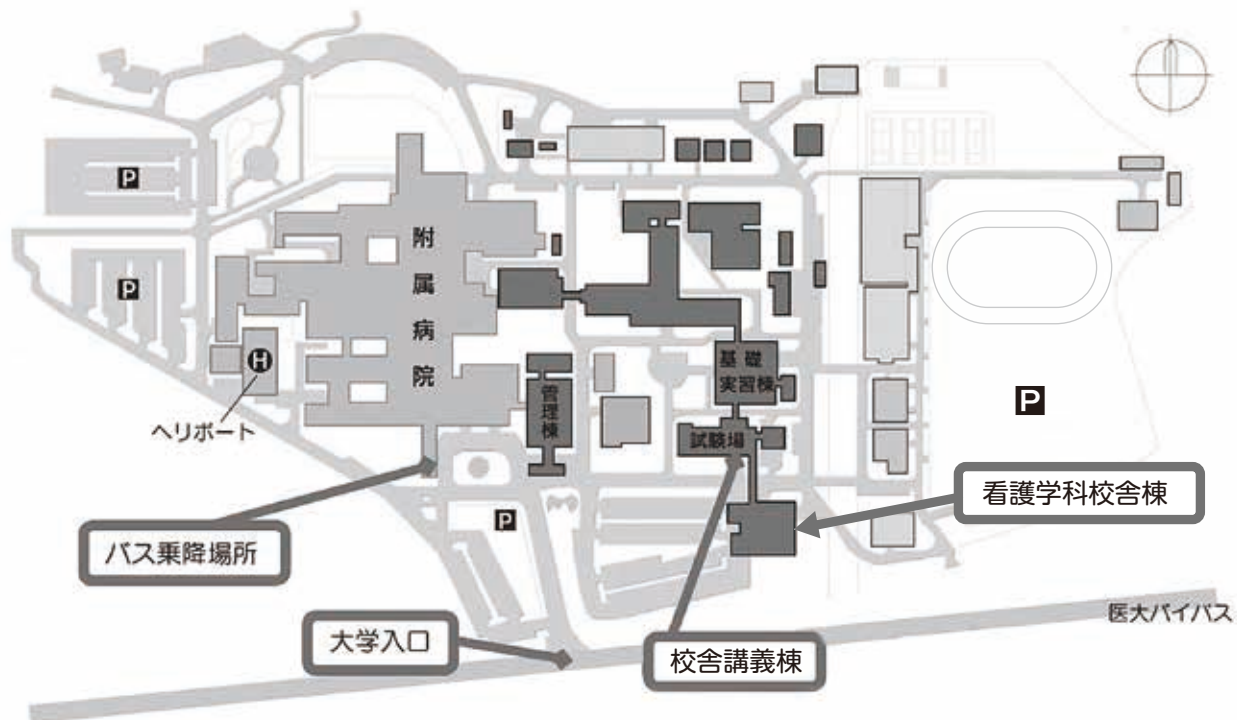 P
附属病院
P
基礎
実習棟
H
管理棟
P
ヘリポート
試験場
看護学科校舎棟
P
バス乗降場所
医大バイパス
大学入口
校舎講義棟